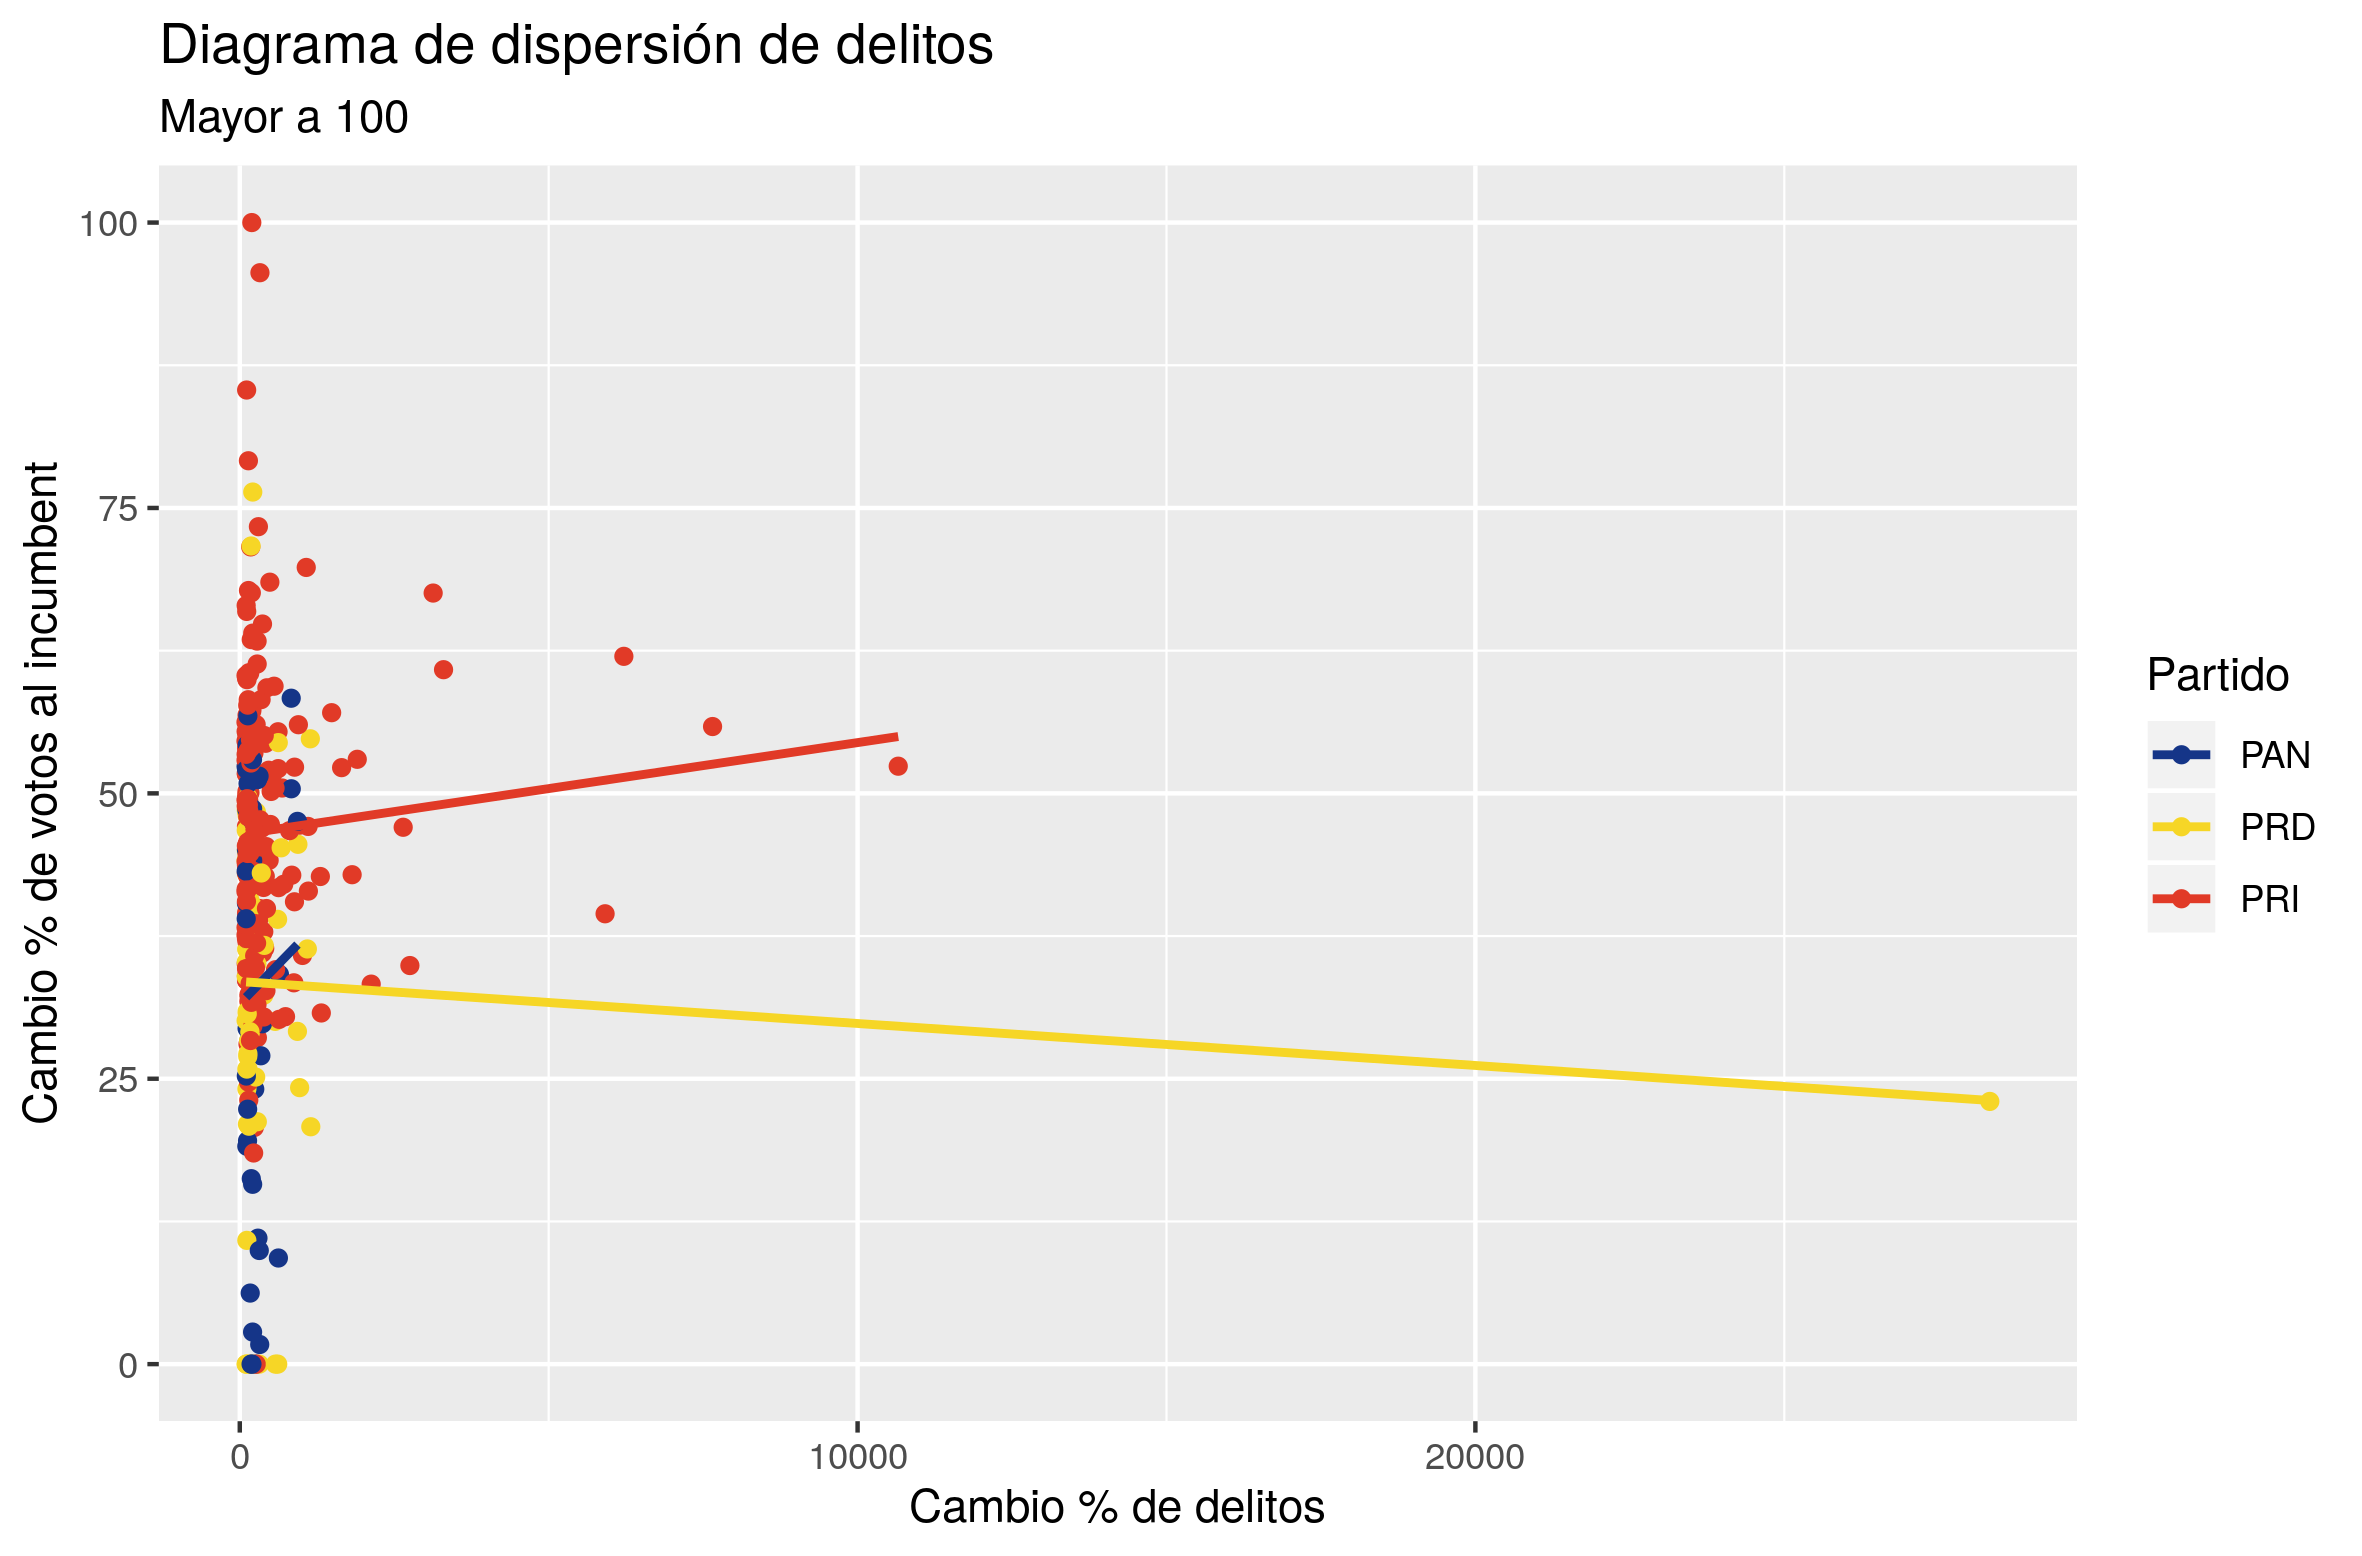 Diagrama de dispersión de delitos
Mayor a 100
Cambio % de votos al incumbent
100
75
50
25
0
0
10000
20000
Cambio % de delitos
Partido
PAN
PRD
PRI